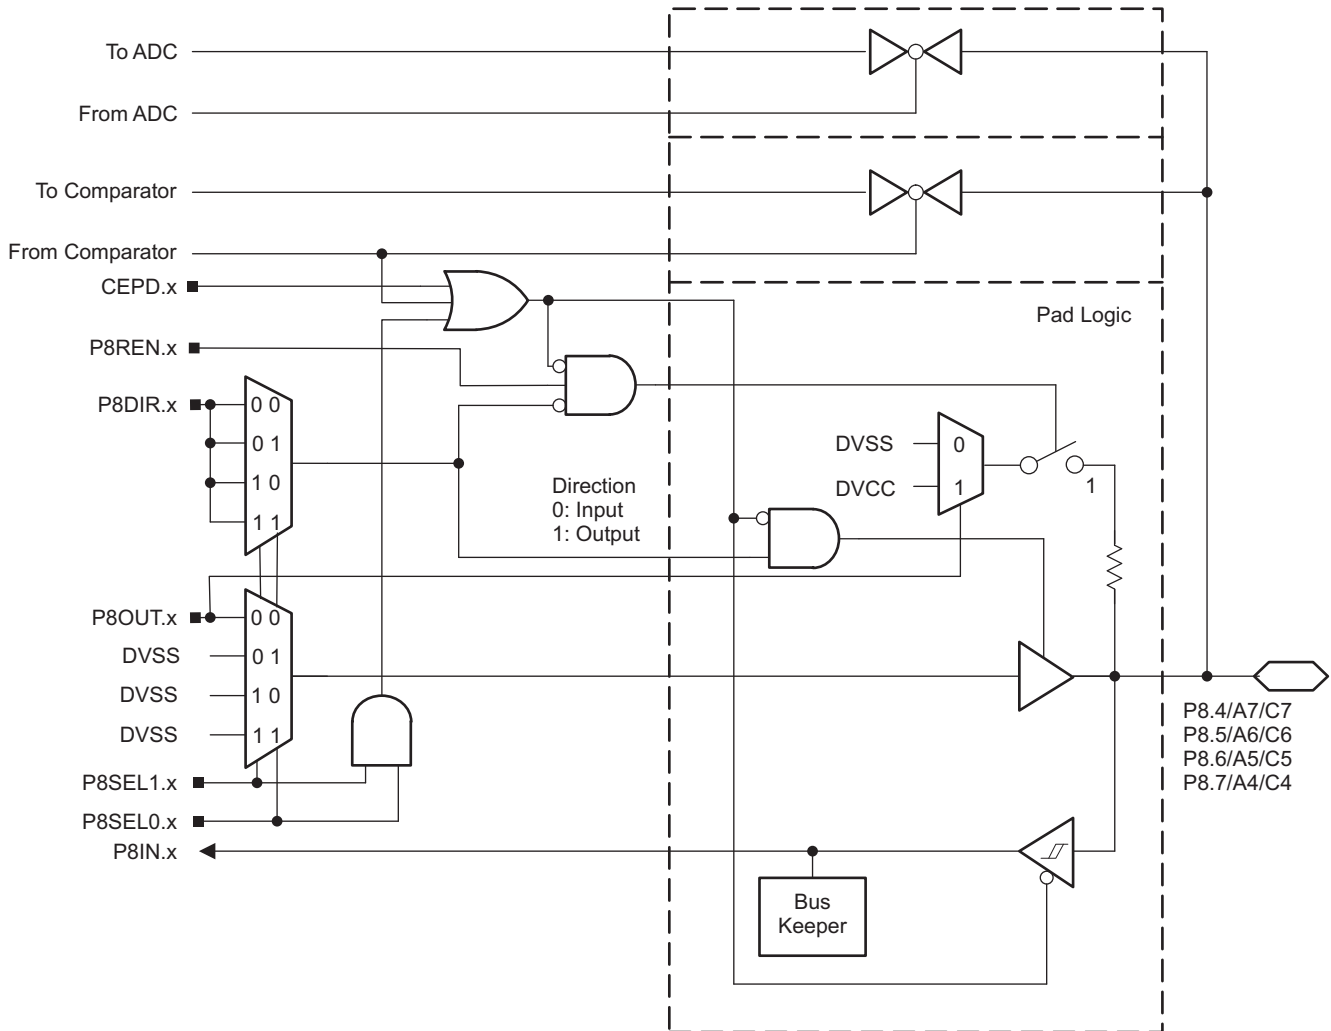 To ADC
From ADC
To Comparator
From Comparator
CEPD.x
Pad Logic
P8REN.x
P8DIR.x
0 0
0 1
1 0
1 1
DVSS
0
DVCC
1
1
Direction
0: Input
1: Output
P8OUT.x
0 0
DVSS
0 1
DVSS
1 0
DVSS
1 1
P8.4/A7/C7
P8.5/A6/C6
P8.6/A5/C5
P8.7/A4/C4
P8SEL1.x
P8SEL0.x
P8IN.x
Bus
Keeper